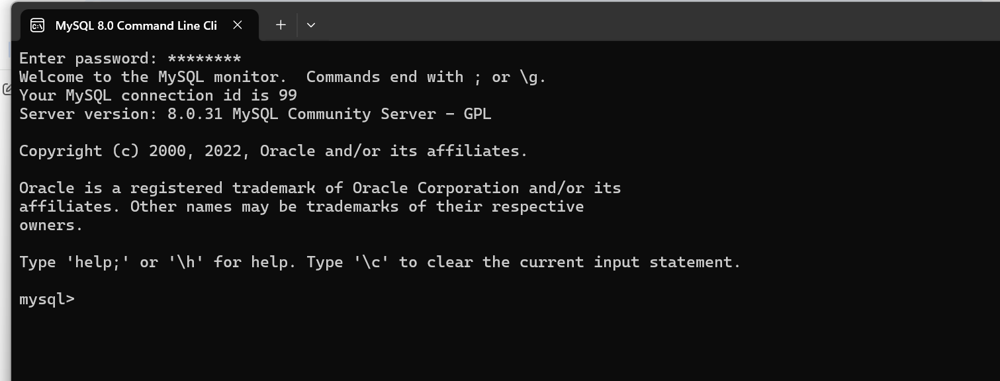 MySQL 8.0 Command Line Cli
Enter password: ********
Welcome to the MySQL monitor.  Commands end with ; or \g.
Your MySQL connection id is 99
Server version: 8.0.31 MySQL Community Server - GPL
Copyright (c) 2000, 2022, Oracle and/or its affiliates.
Oracle is a registered trademark of Oracle Corporation and/or its
affiliates. Other names may be trademarks of their respective
owners.
Type 'help;' or '\h' for help. Type '\c' to clear the current input statement.
mysql>